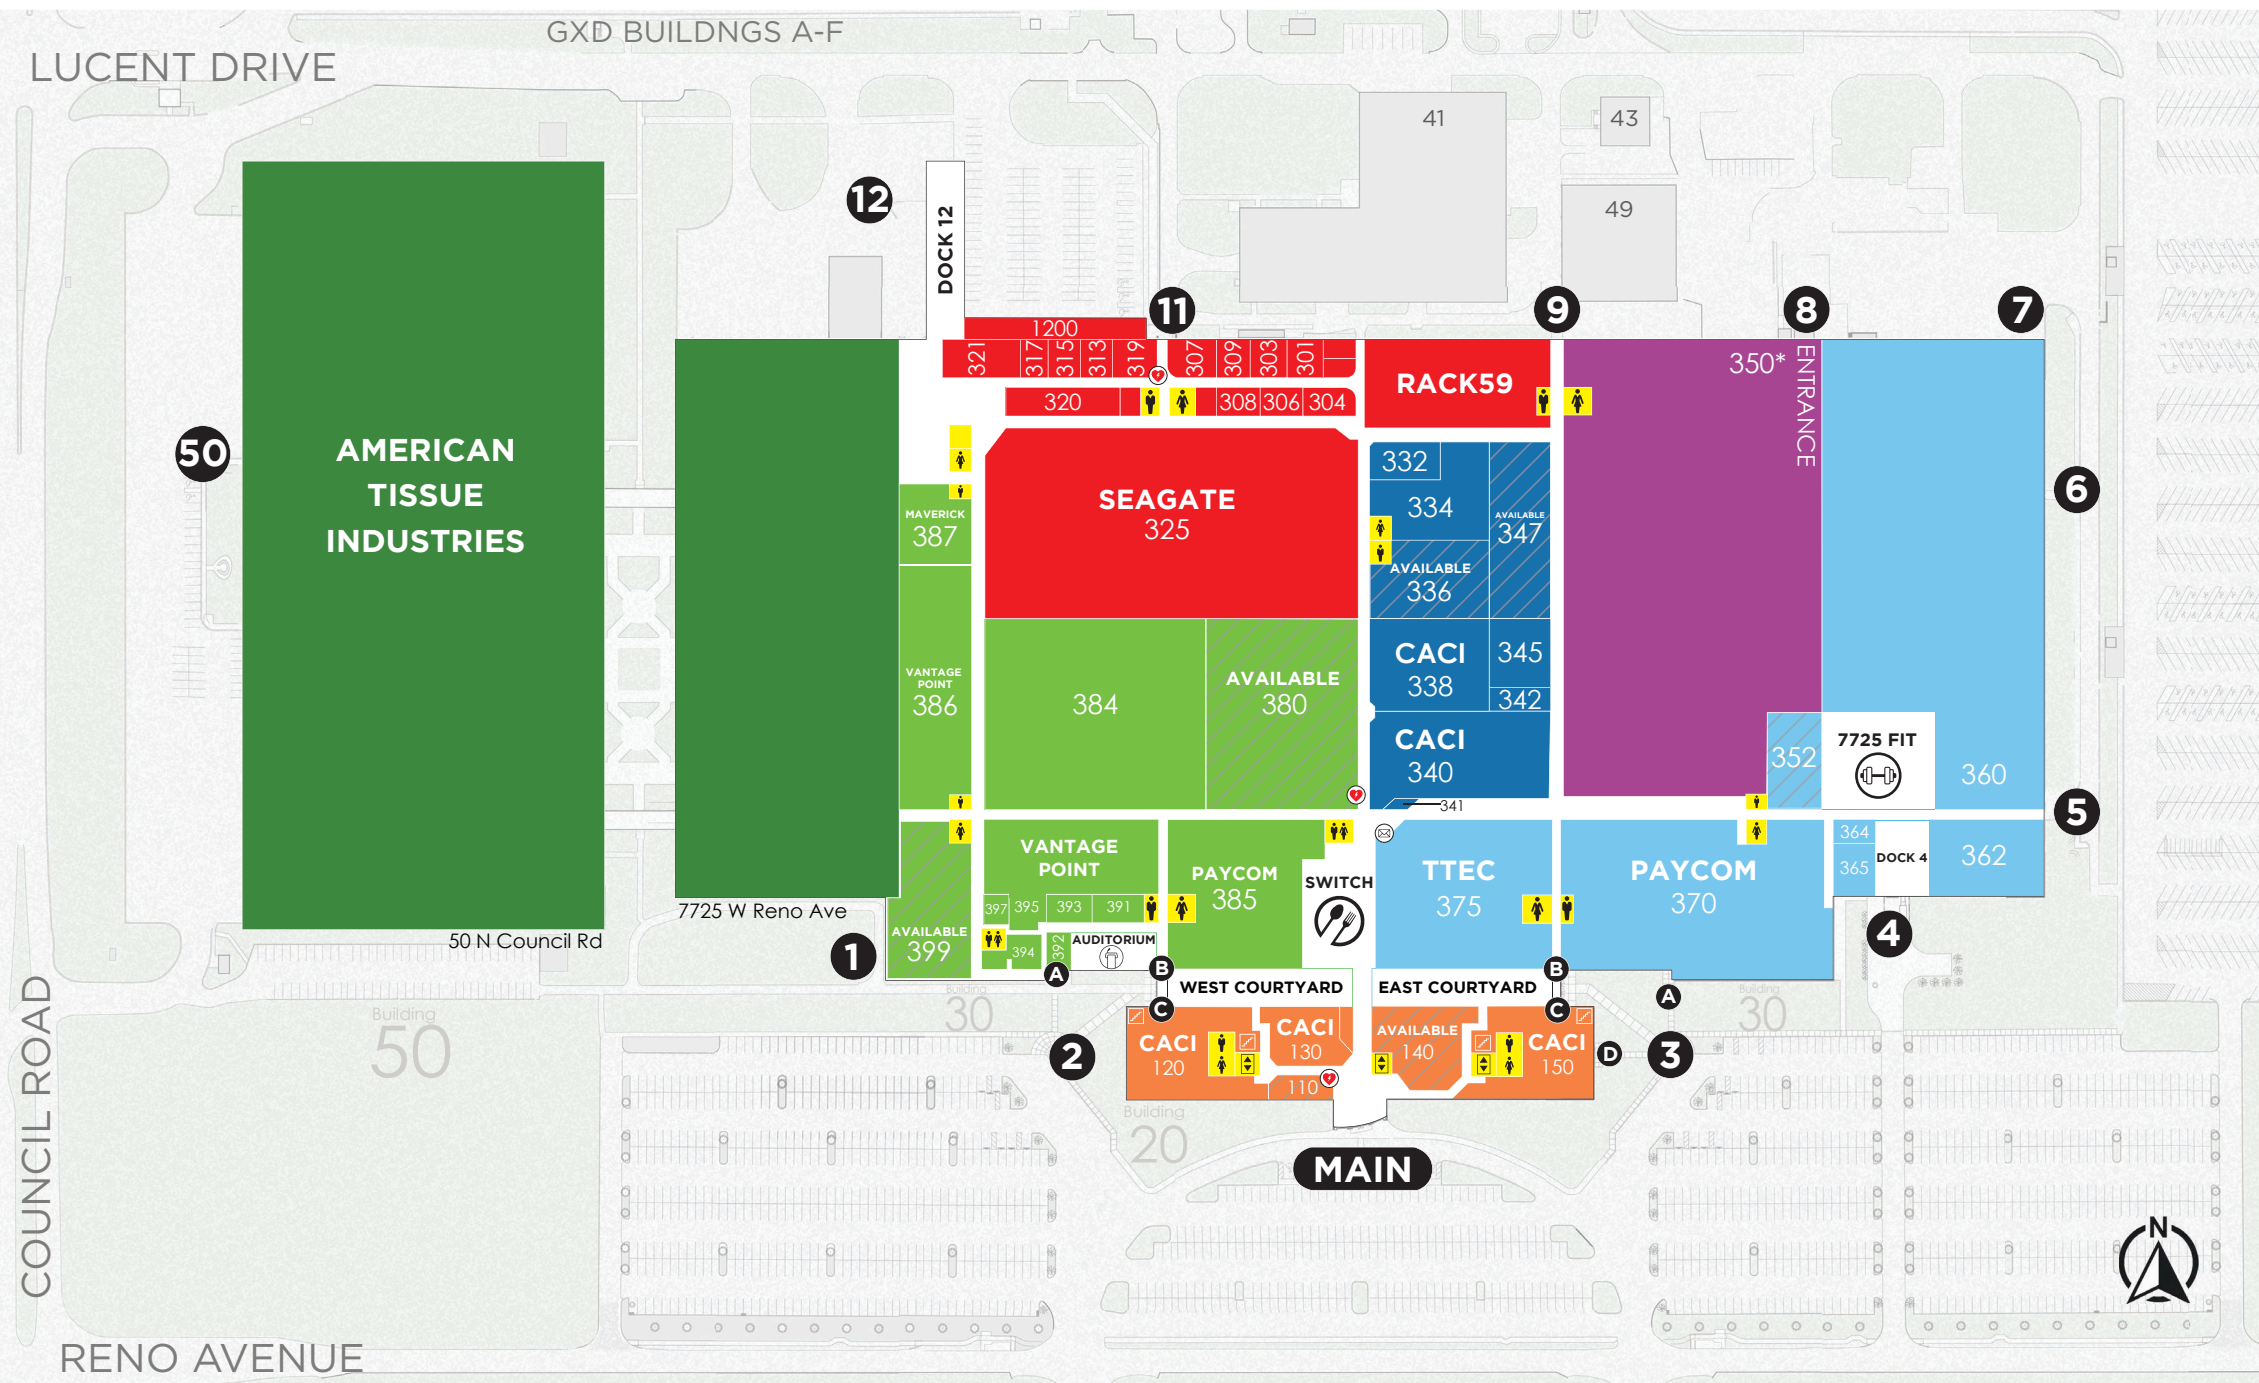 GXD BUILDNGS A-F
LUCENT DRIVE
41
43
49
12
DOCK 12
11
9
8
7
1200
321
317
315
313
319
307
309
303
301
320
308
306
304
RACK59
350*
ENTRANCE
50
AMERICAN
TISSUE
INDUSTRIES
SEAGATE
325
332
334
AVAILABLE
347
AVAILABLE
336
6
MAVERICK
387
VANTAGE
POINT
386
384
AVAILABLE
380
CACI
338
345
342
CACI
340
341
352
7725 FIT
360
5
VANTAGE
POINT
397
395
393
391
PAYCOM
385
SWITCH
TTEC
375
PAYCOM
370
364
365
DOCK 4
362
4
7725 W Reno Ave
50 N Council Rd
1
AVAILABLE
399
394
392
AUDITORIUM
A
B
B
A
WEST COURTYARD
EAST COURTYARD
Building
30
Building
30
C
C
Building
50
2
CACI
120
CACI
130
110
AVAILABLE
140
CACI
150
D
3
Building
20
MAIN
COUNCIL ROAD
RENO AVENUE
N